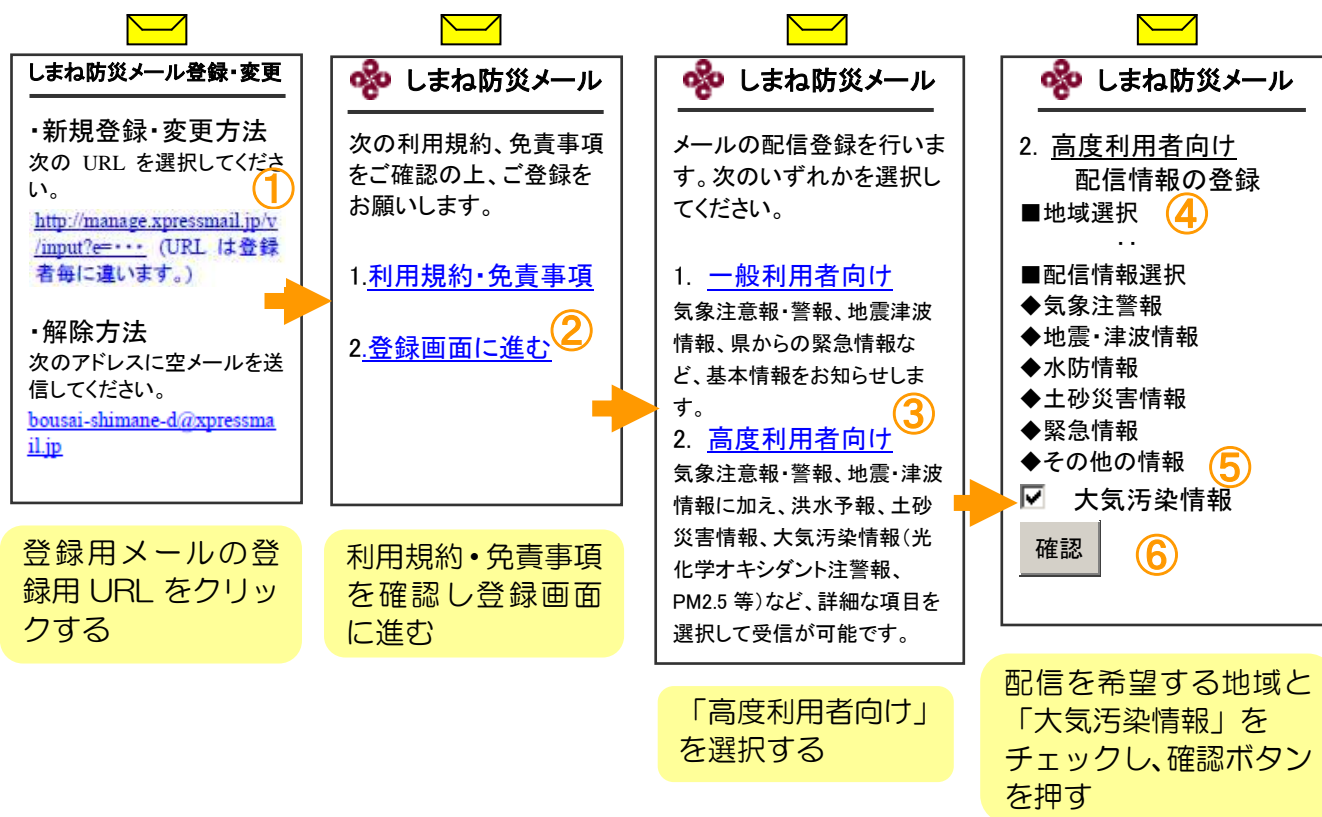 しまね防災メール登録・変更
・新規登録・変更方法
次の URL を選択してくださ
い。
①
http://manage.xpressmail.jp/v
/input?e=・・・ (URL は登録
者毎に違います。)
・解除方法
次のアドレスに空メールを送
信してください。
bousai-shimane-d@xpressma
il.jp
登録用メールの登
録用 URL をクリッ
クする
しまね防災メール
次の利用規約、免責事項
をご確認の上、ご登録を
お願いします。
1.利用規約・免責事項
2.登録画面に進む
②
利用規約・免責事項
を確認し登録画面
に進む
しまね防災メール
メールの配信登録を行いま
す。次のいずれかを選択し
てください。
1. 一般利用者向け
気象注意報・警報、地震津波
情報、県からの緊急情報な
ど、基本情報をお知らせしま
す。
③
2. 高度利用者向け
気象注意報・警報、地震・津波
情報に加え、洪水予報、土砂
災害情報、大気汚染情報(光
化学オキシダント注警報、
PM2.5 等)など、詳細な項目を
選択して受信が可能です。
「高度利用者向け」
を選択する
しまね防災メール
2. 高度利用者向け
配信情報の登録
■地域選択 ④
‥
■配信情報選択
◆気象注警報
◆地震・津波情報
◆水防情報
◆土砂災害情報
◆緊急情報
◆その他の情報 ⑤
大気汚染情報
確認 ⑥
配信を希望する地域と
「大気汚染情報」を
チェックし、確認ボタン
を押す